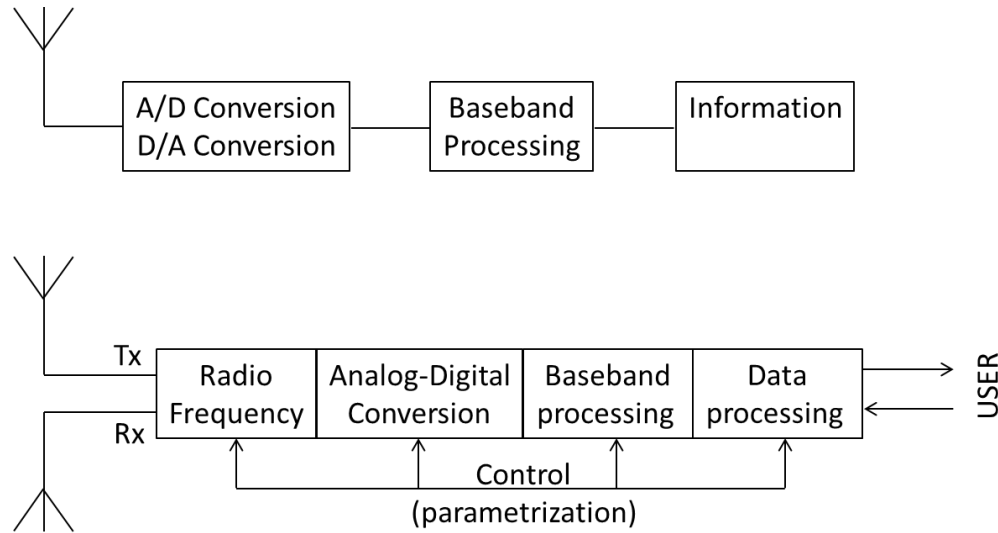 A/D Conversion
D/A Conversion
Baseband
Processing
Information
Tx
Rx
Radio
Frequency
Analog-Digital
Conversion
Baseband
processing
Data
processing
USER
Control
(parametrization)